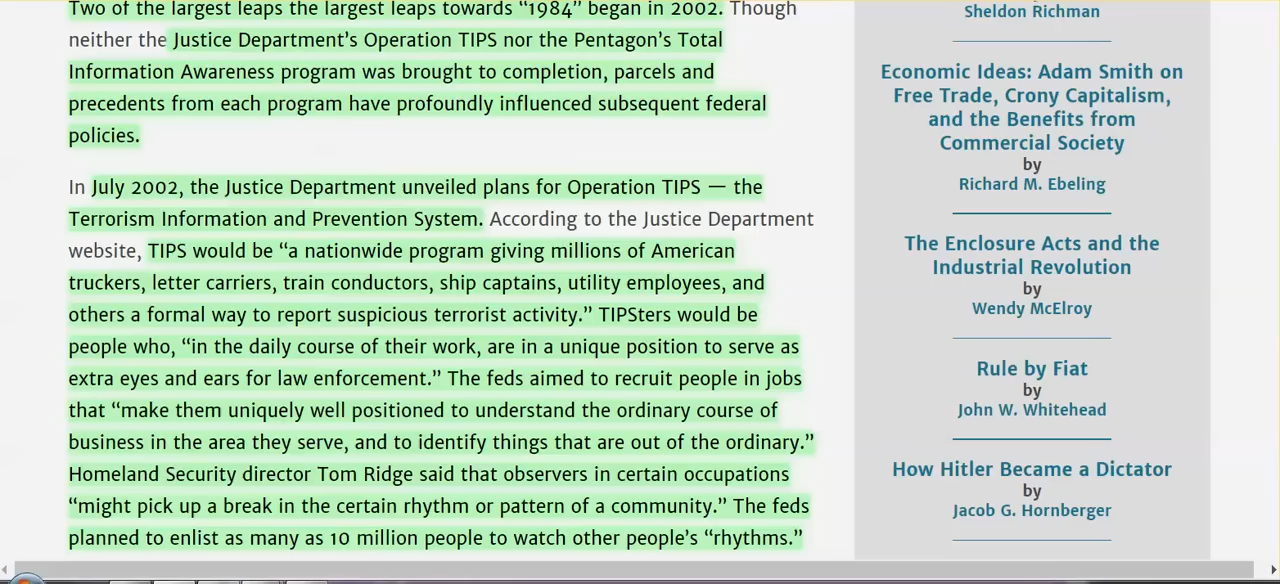 Two of the largest leaps the largest leaps towards “1984” began in 2002. Though
neither the Justice Department’s Operation TIPS nor the Pentagon’s Total
Information Awareness program was brought to completion, parcels and
precedents from each program have profoundly influenced subsequent federal
policies.
In July 2002, the Justice Department unveiled plans for Operation TIPS — the
Terrorism Information and Prevention System. According to the Justice Department
website, TIPS would be “a nationwide program giving millions of American
truckers, letter carriers, train conductors, ship captains, utility employees, and
others a formal way to report suspicious terrorist activity.” TIPSters would be
people who, “in the daily course of their work, are in a unique position to serve as
extra eyes and ears for law enforcement.” The feds aimed to recruit people in jobs
that “make them uniquely well positioned to understand the ordinary course of
business in the area they serve, and to identify things that are out of the ordinary.”
Homeland Security director Tom Ridge said that observers in certain occupations
“might pick up a break in the certain rhythm or pattern of a community.” The feds
planned to enlist as many as 10 million people to watch other people’s “rhythms.”
Sheldon Richman
Economic Ideas: Adam Smith on
Free Trade, Crony Capitalism,
and the Benefits from
Commercial Society
by
Richard M. Ebeling
The Enclosure Acts and the
Industrial Revolution
by
Wendy McElroy
Rule by Fiat
by
John W. Whitehead
How Hitler Became a Dictator
by
Jacob G. Hornberger